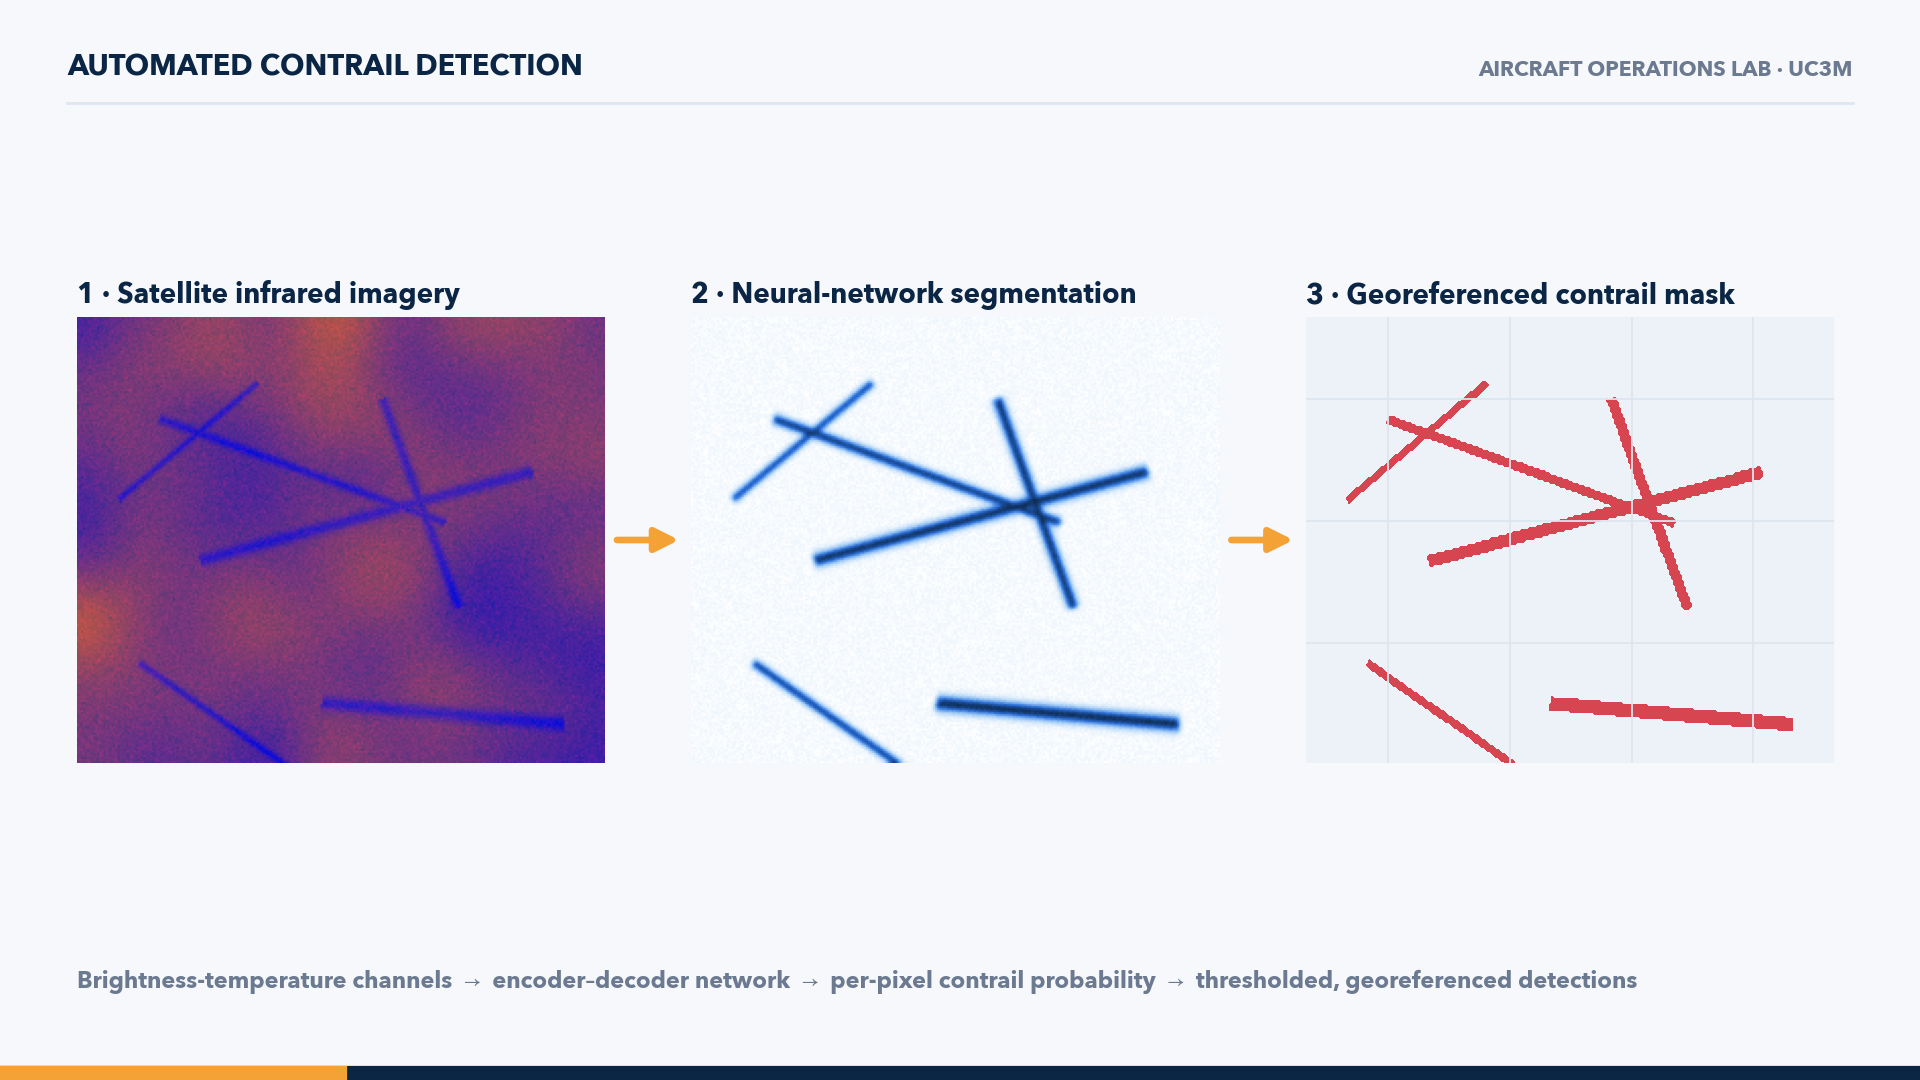 AUTOMATED CONTRAIL DETECTION
AIRCRAFT OPERATIONS LAB · UC3M
1 · Satellite infrared imagery
2 · Neural-network segmentation
3 · Georeferenced contrail mask
Brightness-temperature channels → encoder–decoder network → per-pixel contrail probability → thresholded, georeferenced detections